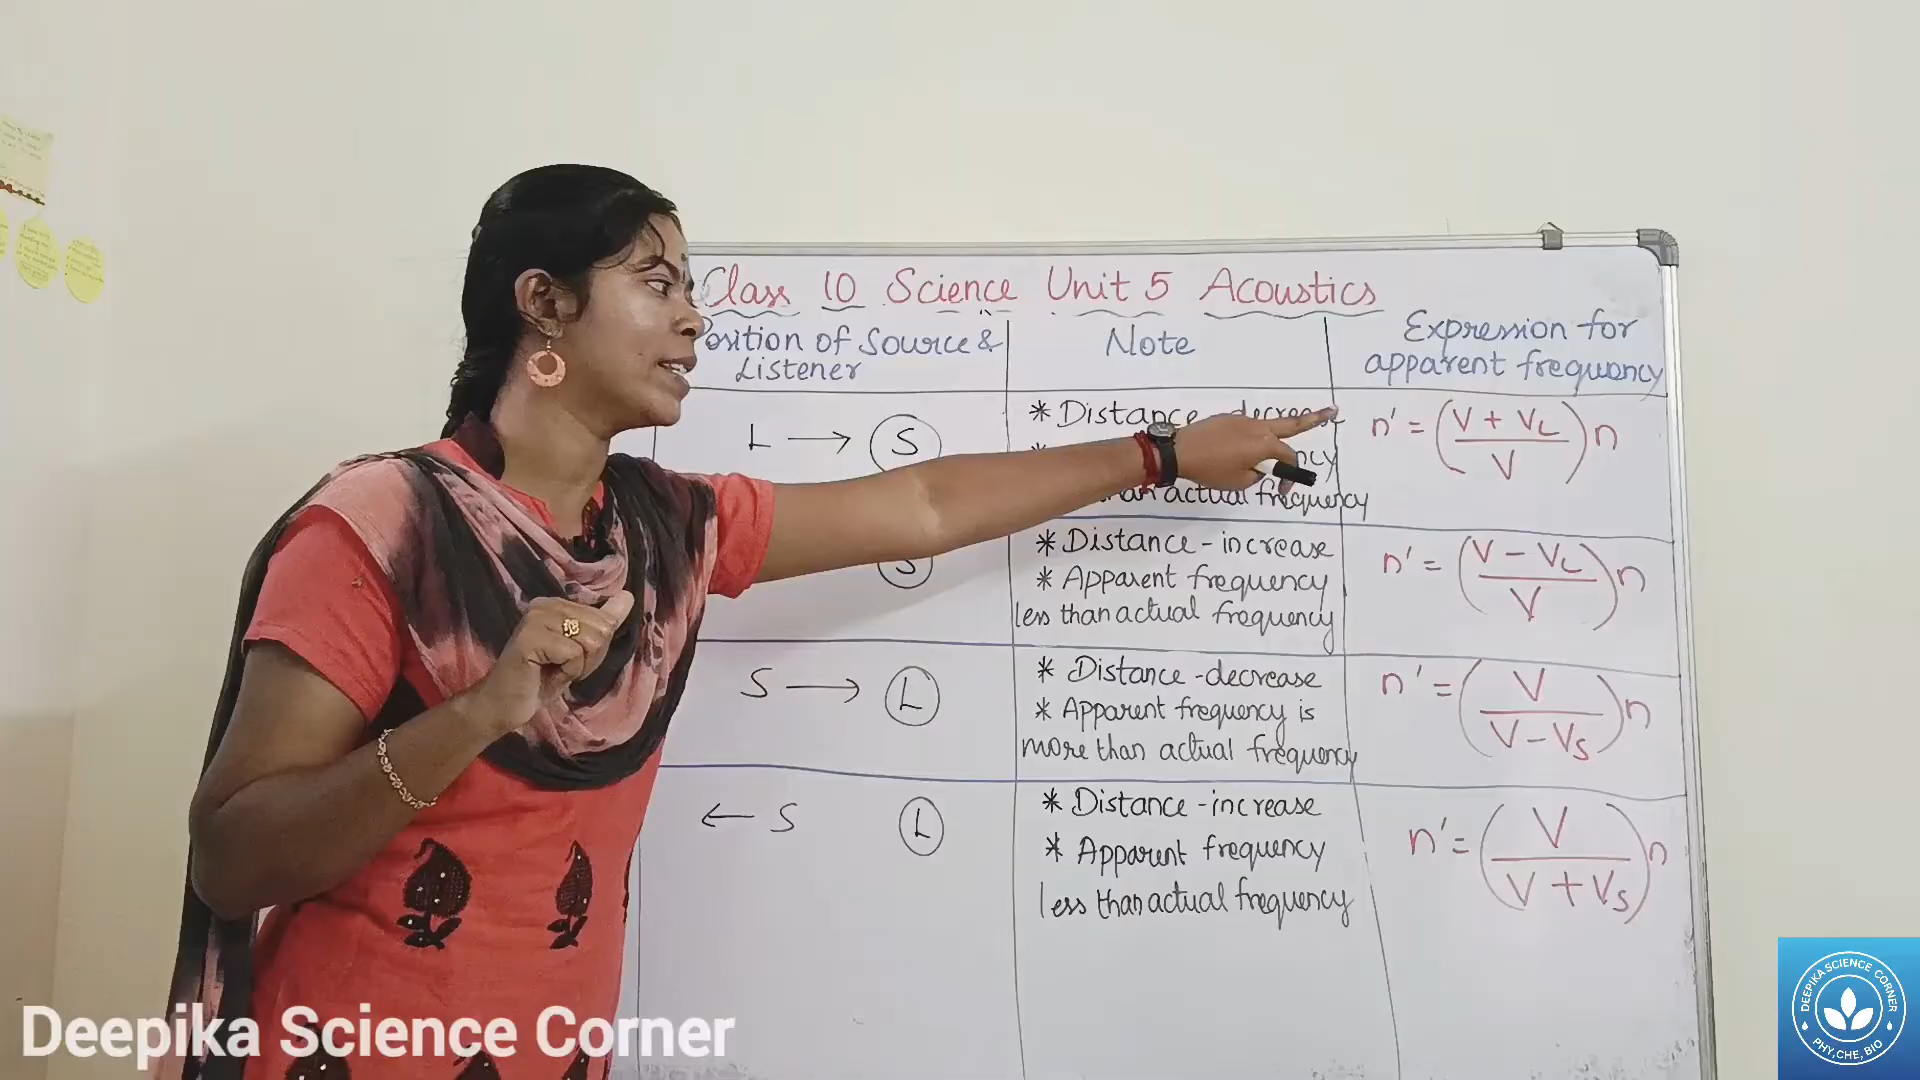 Class 10 Science Unit 5 Acoustics
osition of Source &
Listener
Note
Expression for
apparent frequency
L → S
* Distance - decrease
ncy
than actual frequency
n' = (V + VL / V) n
S
* Distance - increase
* Apparent frequency
less than actual frequency
n' = (V - VL / V) n
S → L
* Distance - decrease
* Apparent frequency is
more than actual frequency
n' = (V / V - VS) n
← S L
* Distance - increase
* Apparent frequency
less than actual frequency
n' = (V / V + VS) n
Deepika Science Corner
DEEPIKA SCIENCE CORNER
PHY, CHE, BIO